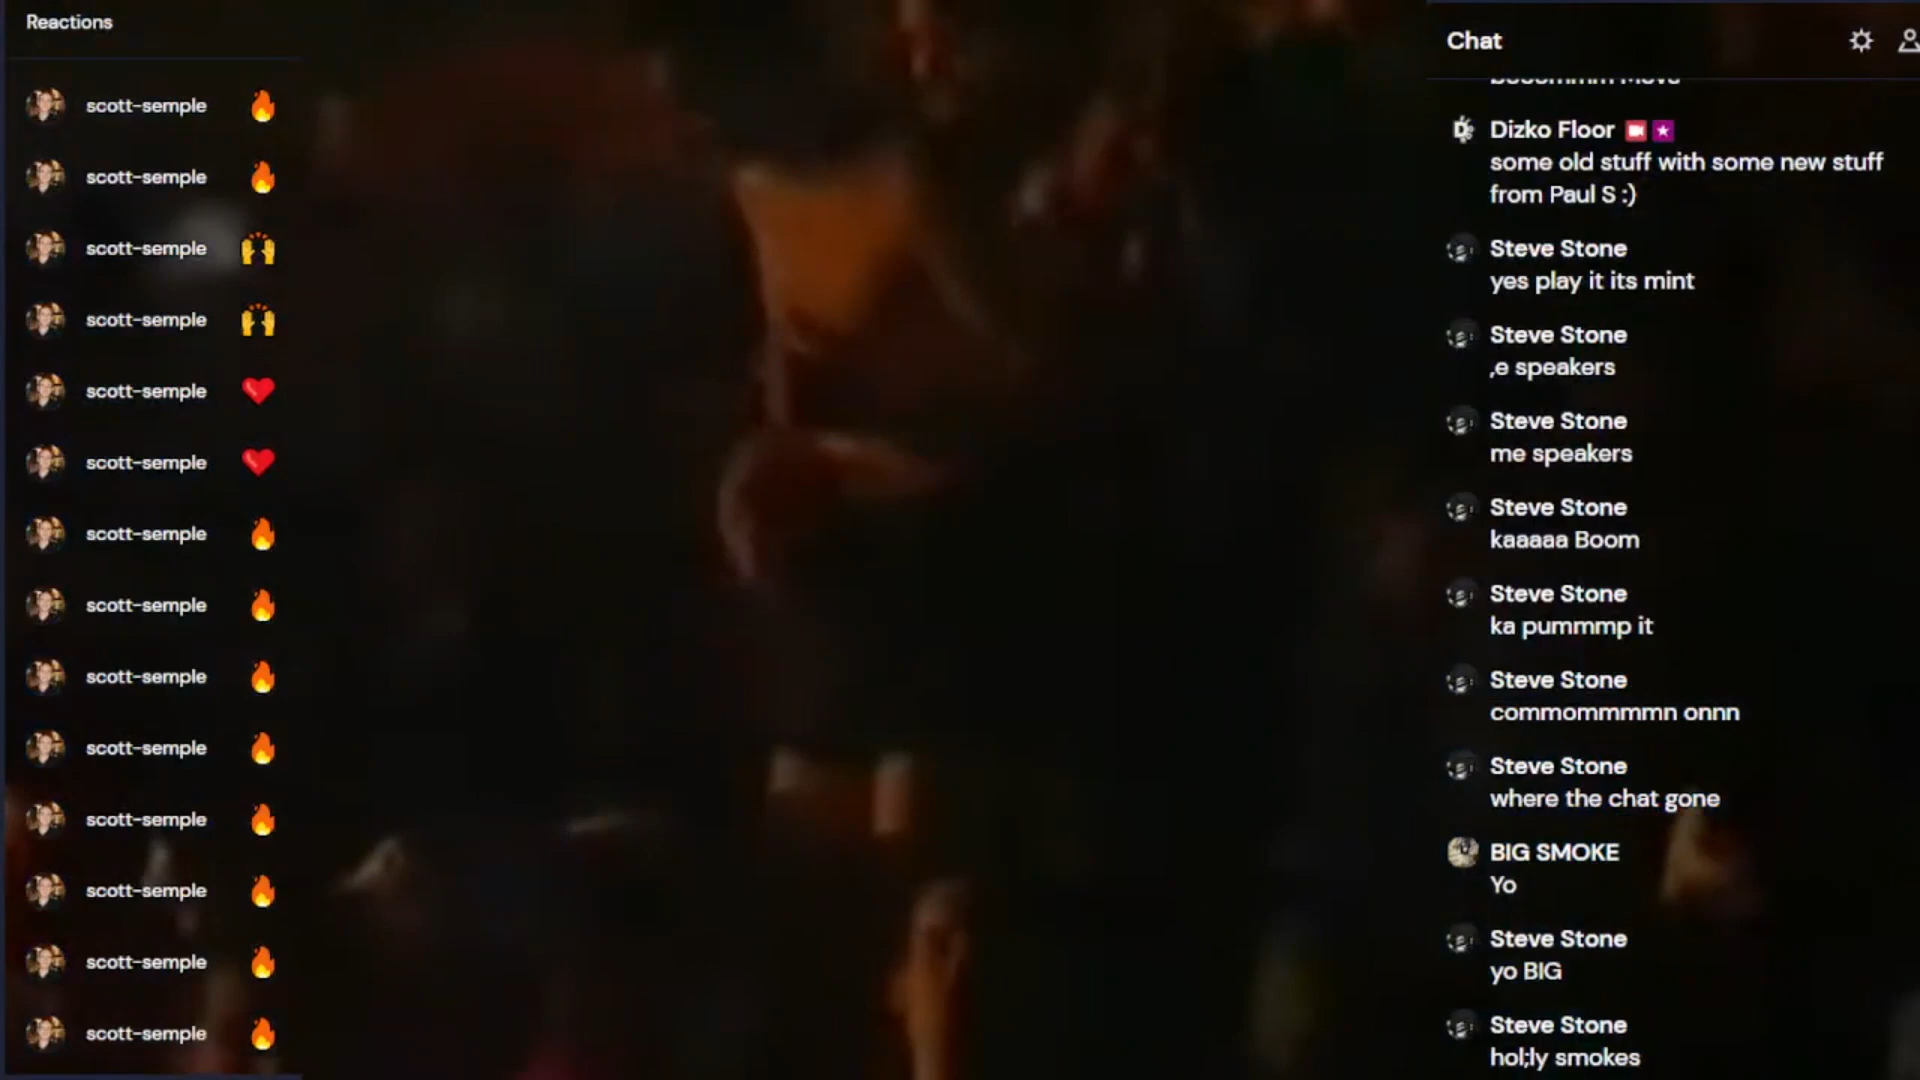 Reactions
scott-semple
scott-semple
scott-semple
scott-semple
scott-semple
scott-semple
scott-semple
scott-semple
scott-semple
scott-semple
scott-semple
scott-semple
scott-semple
scott-semple
Chat
Dizko Floor
some old stuff with some new stuff
from Paul S :)
Steve Stone
yes play it its mint
Steve Stone
,e speakers
Steve Stone
me speakers
Steve Stone
kaaaaa Boom
Steve Stone
ka pummmp it
Steve Stone
commommmmn onnn
Steve Stone
where the chat gone
BIG SMOKE
Yo
Steve Stone
yo BIG
Steve Stone
hol;ly smokes